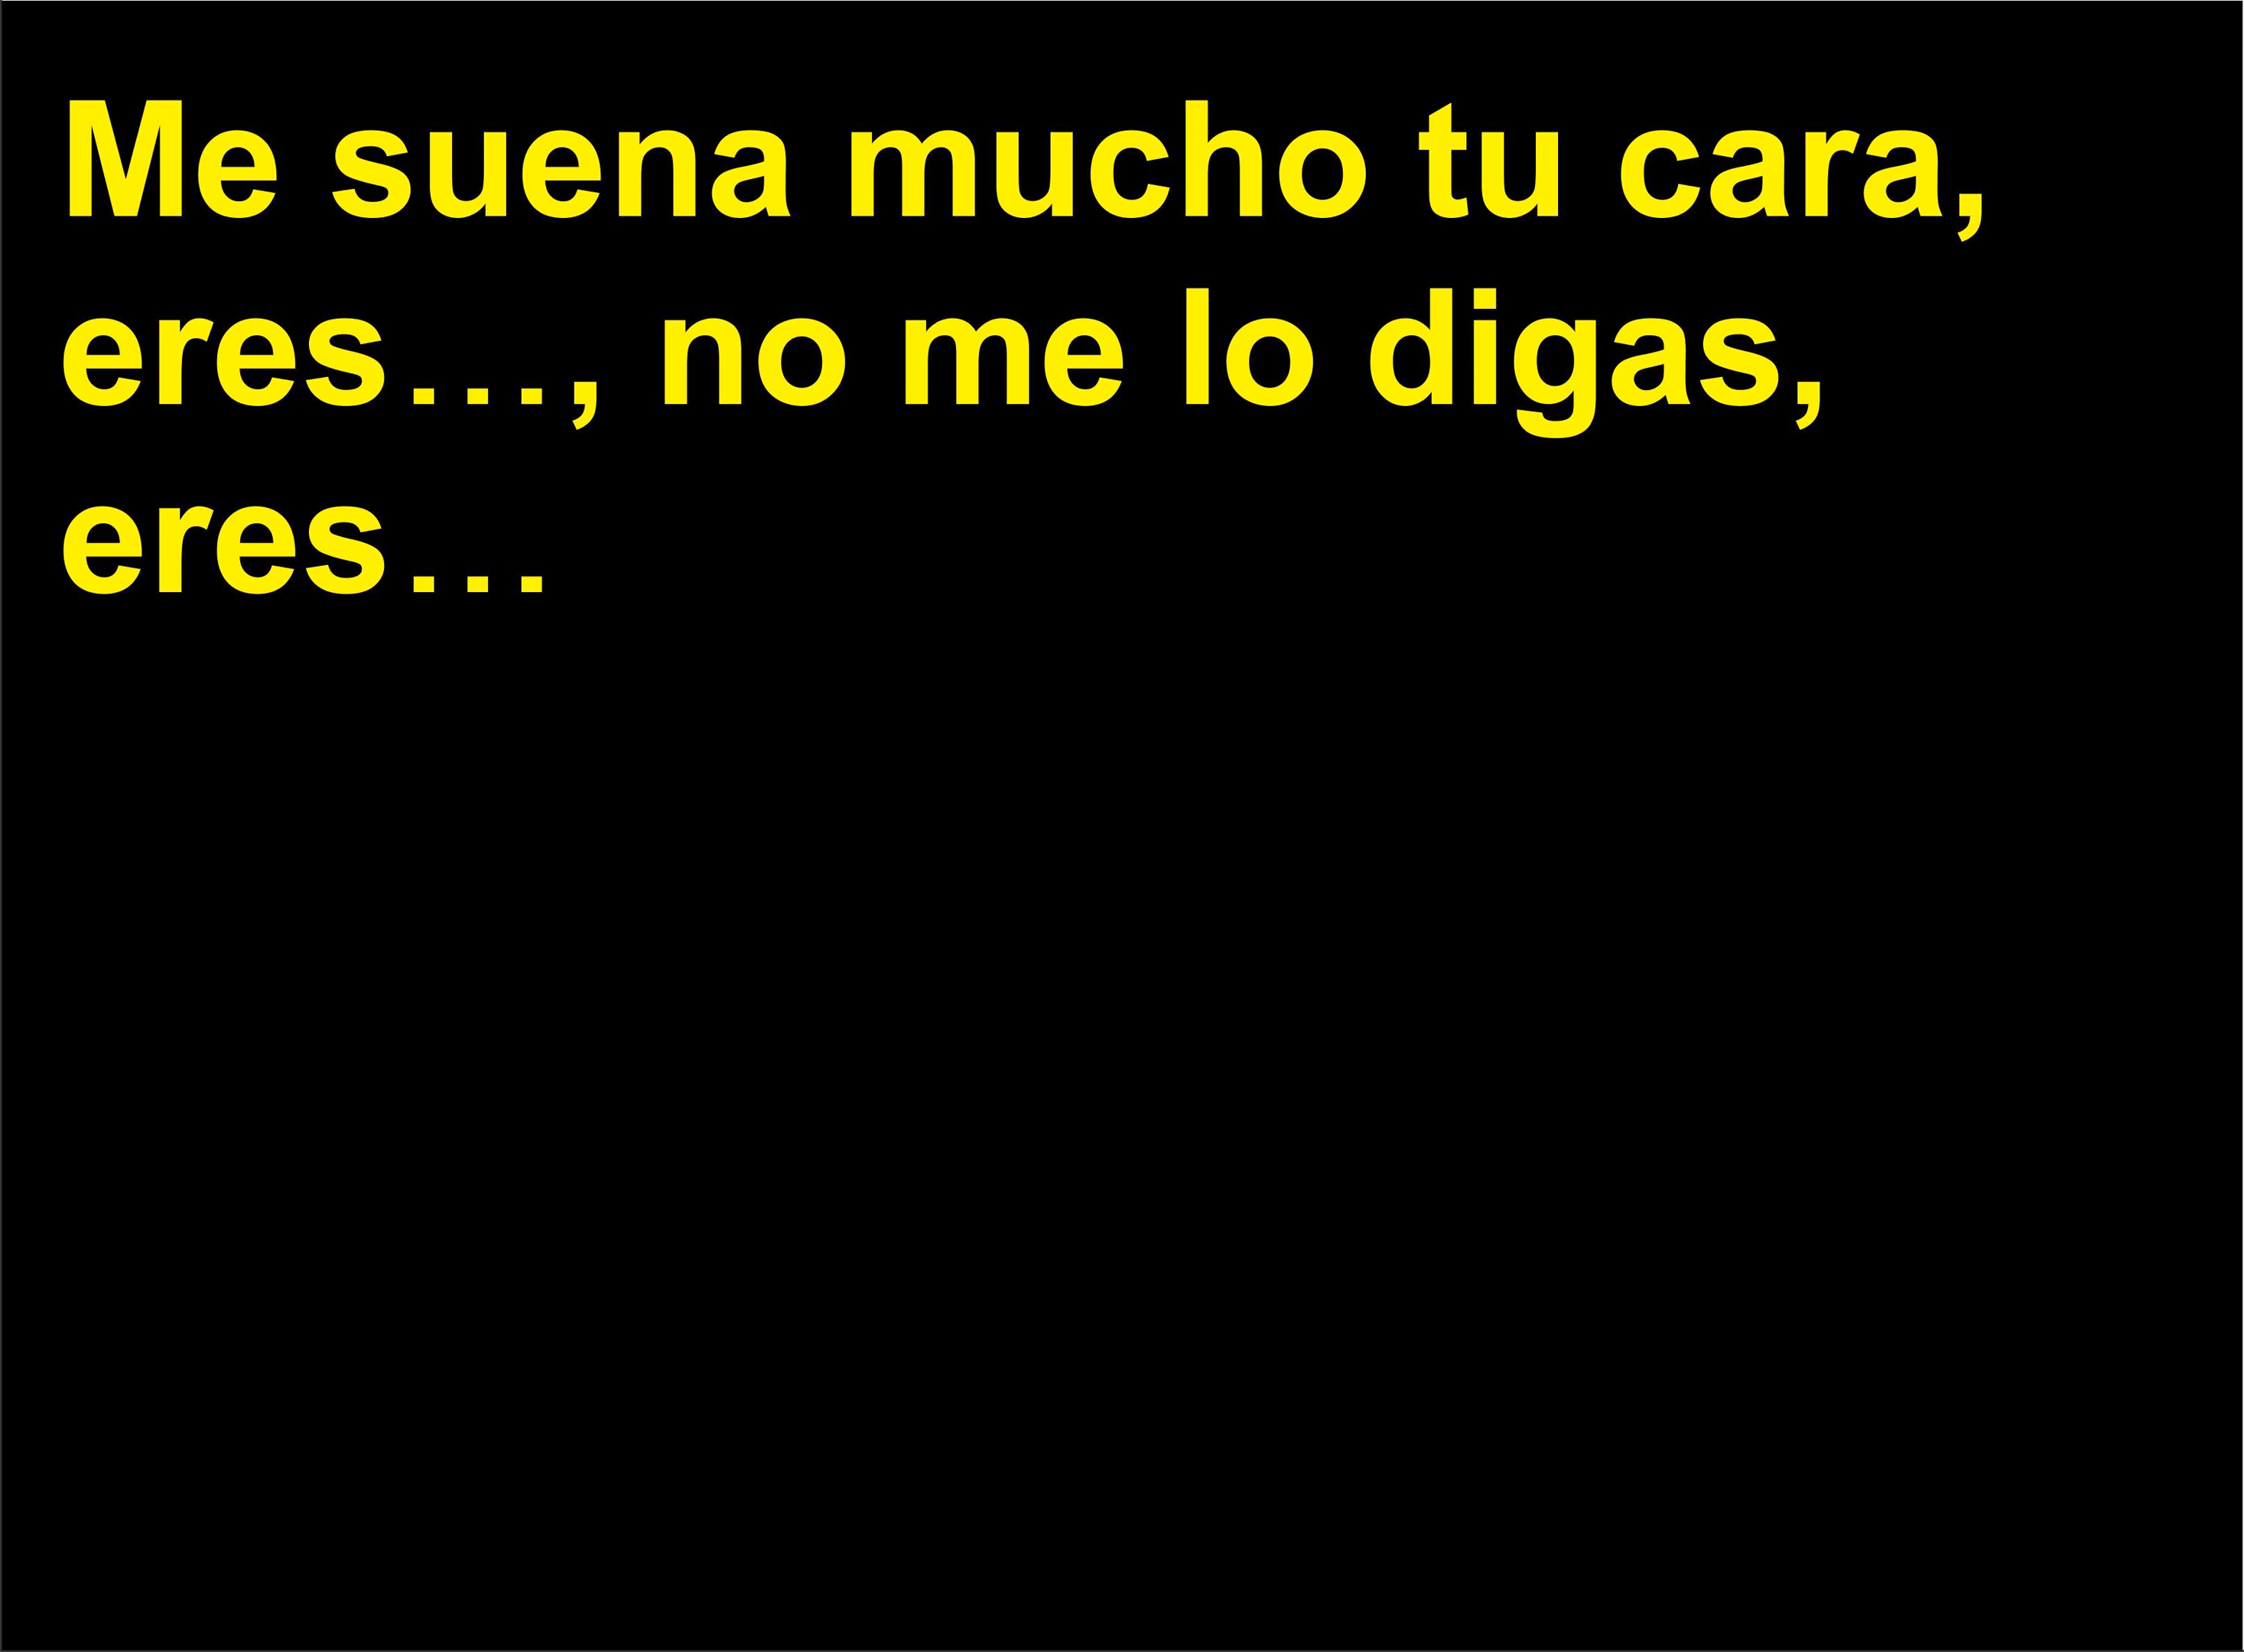 Me suena mucho tu cara,
eres…, no me lo digas,
eres…